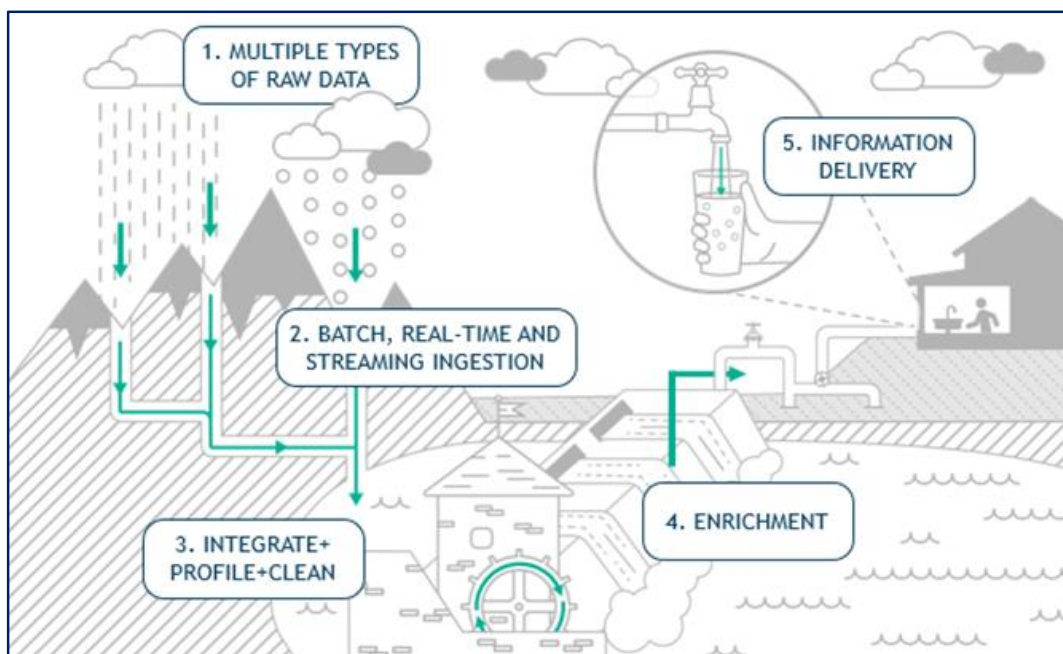 1. MULTIPLE TYPES
OF RAW DATA
2. BATCH, REAL-TIME AND
STREAMING INGESTION
3. INTEGRATE+
PROFILE+CLEAN
4. ENRICHMENT
5. INFORMATION
DELIVERY